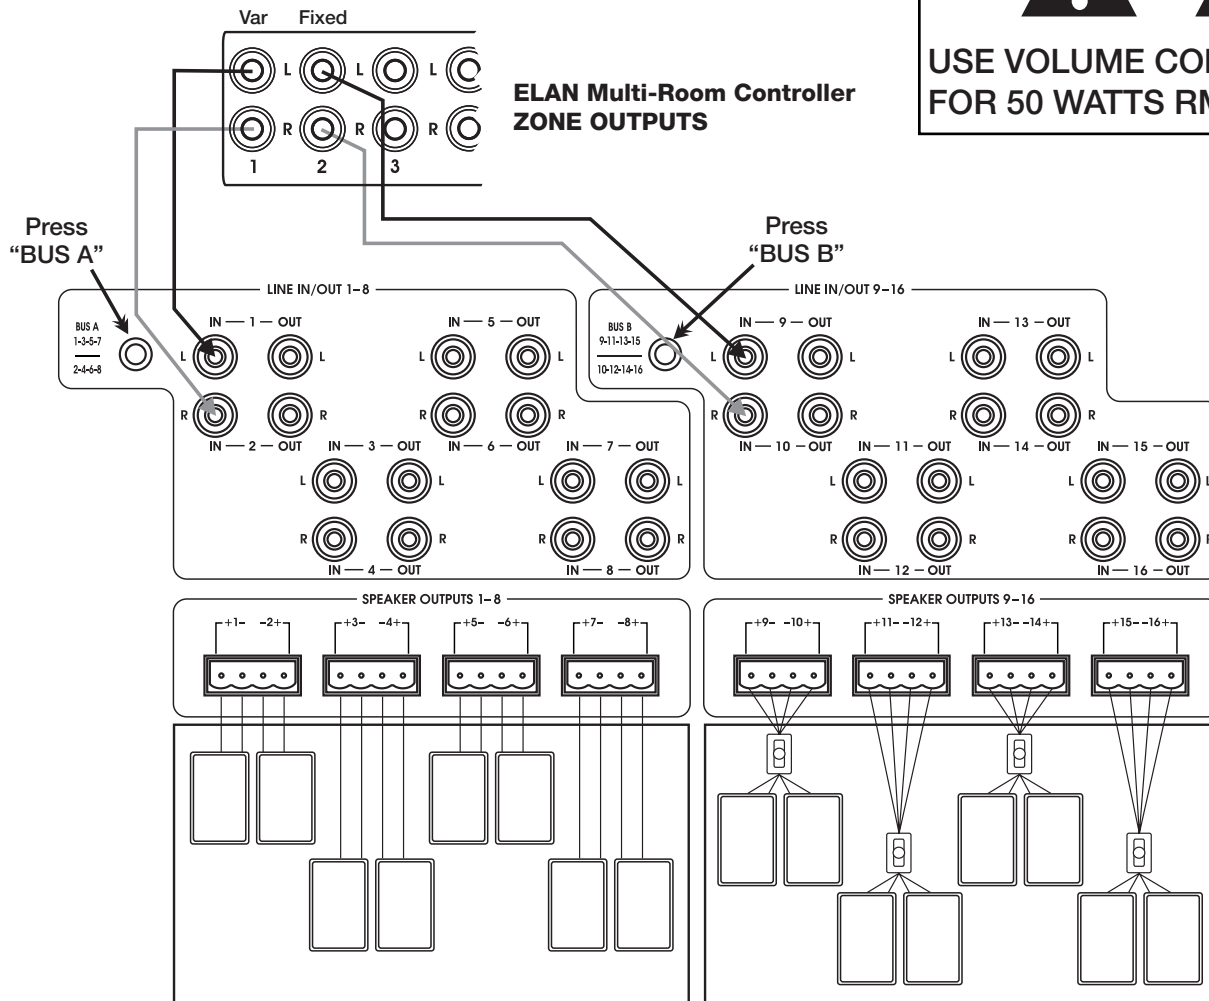 Var Fixed
L L L
R R R
1 2 3
ELAN Multi-Room Controller
ZONE OUTPUTS
USE VOLUME
FOR 50 WATTS
Press
“BUS A”
Press
“BUS B”
LINE IN/OUT 1–8
BUS A
1-3-5-7
2-4-6-8
IN — 1 – OUT
L L
R R
IN — 2 – OUT
IN — 3 – OUT
L L
R R
IN — 4 – OUT
IN — 5 – OUT
L L
R R
IN — 6 – OUT
IN — 7 – OUT
L L
R R
IN — 8 – OUT
LINE IN/OUT 9–16
BUS B
9-11-13-15
10-12-14-16
IN — 9 – OUT
L L
R R
IN — 10 – OUT
IN — 11 – OUT
L L
R R
IN — 12 – OUT
IN — 13 – OUT
L L
R R
IN — 14 – OUT
IN — 15 – OUT
L
R
IN — 16 – OUT
SPEAKER OUTPUTS 1–8
+1- -2+ +3- -4+ +5- -6+ +7- -8+
SPEAKER OUTPUTS 9–16
+9- -10+ +11- -12+ +13- -14+ +15- -16+